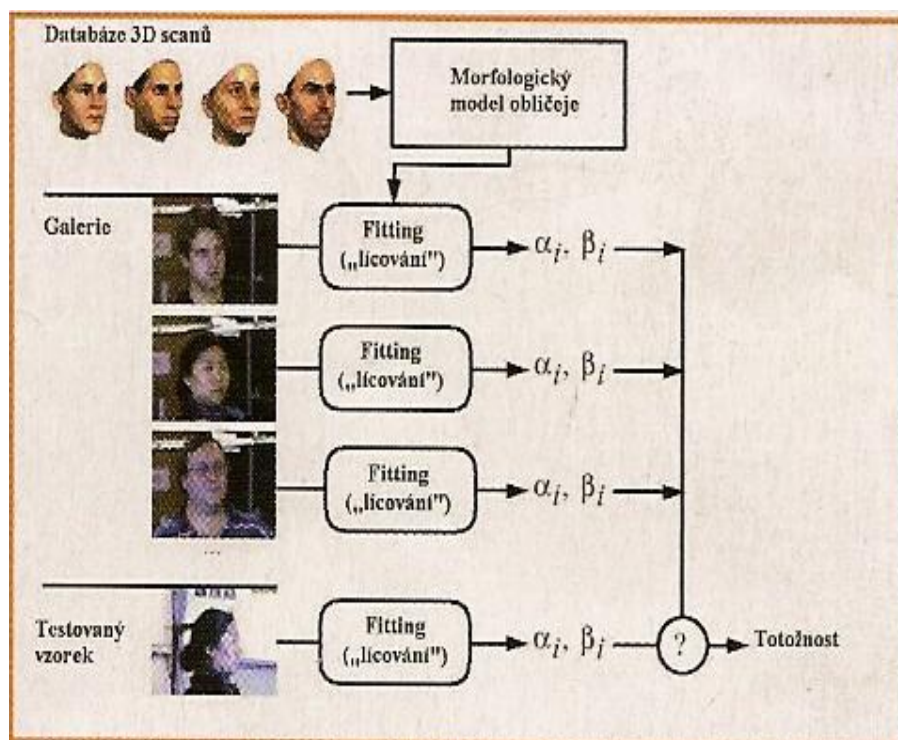 Databáze 3D scanů
Morfologický
model obličeje
Galerie
Fitting
(„lícování")
αi, βi
Fitting
(„lícování")
αi, βi
Fitting
(„lícování")
αi, βi
...
Testovaný
vzorek
Fitting
(„lícování")
αi, βi
?
Totožnost